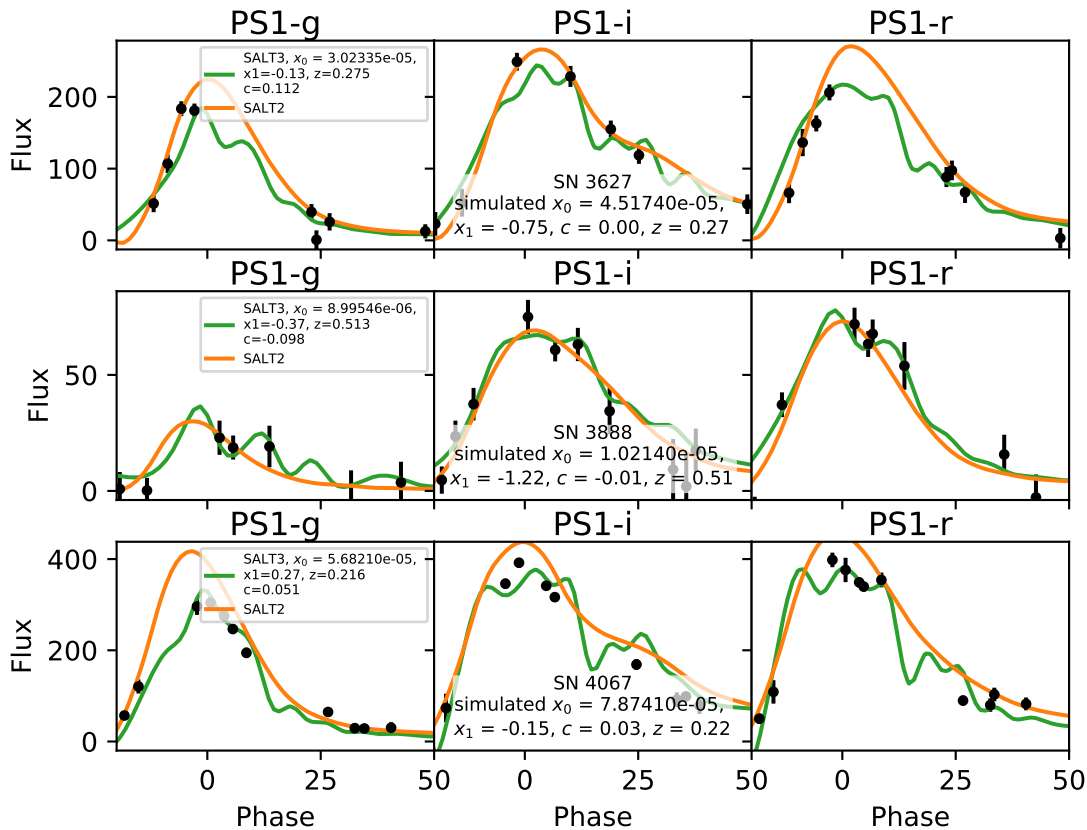 PS1-g PS1-i PS1-r
SALT3, x₀ = 3.02335e-05,
x1=-0.13, z=0.275
c=0.112
SALT2
Flux
200
100
0
SN 3627
simulated x₀ = 4.51740e-05,
x₁ = -0.75, c = 0.00, z = 0.27
PS1-g PS1-i PS1-r
SALT3, x₀ = 8.99546e-06,
x1=-0.37, z=0.513
c=-0.098
SALT2
Flux
50
0
SN 3888
simulated x₀ = 1.02140e-05,
x₁ = -1.22, c = -0.01, z = 0.51
PS1-g PS1-i PS1-r
SALT3, x₀ = 5.68210e-05,
x1=0.27, z=0.216
c=0.051
SALT2
Flux
400
200
0
SN 4067
simulated x₀ = 7.87410e-05,
x₁ = -0.15, c = 0.03, z = 0.22
0 25 50 0 25 50 0 25 50
Phase Phase Phase